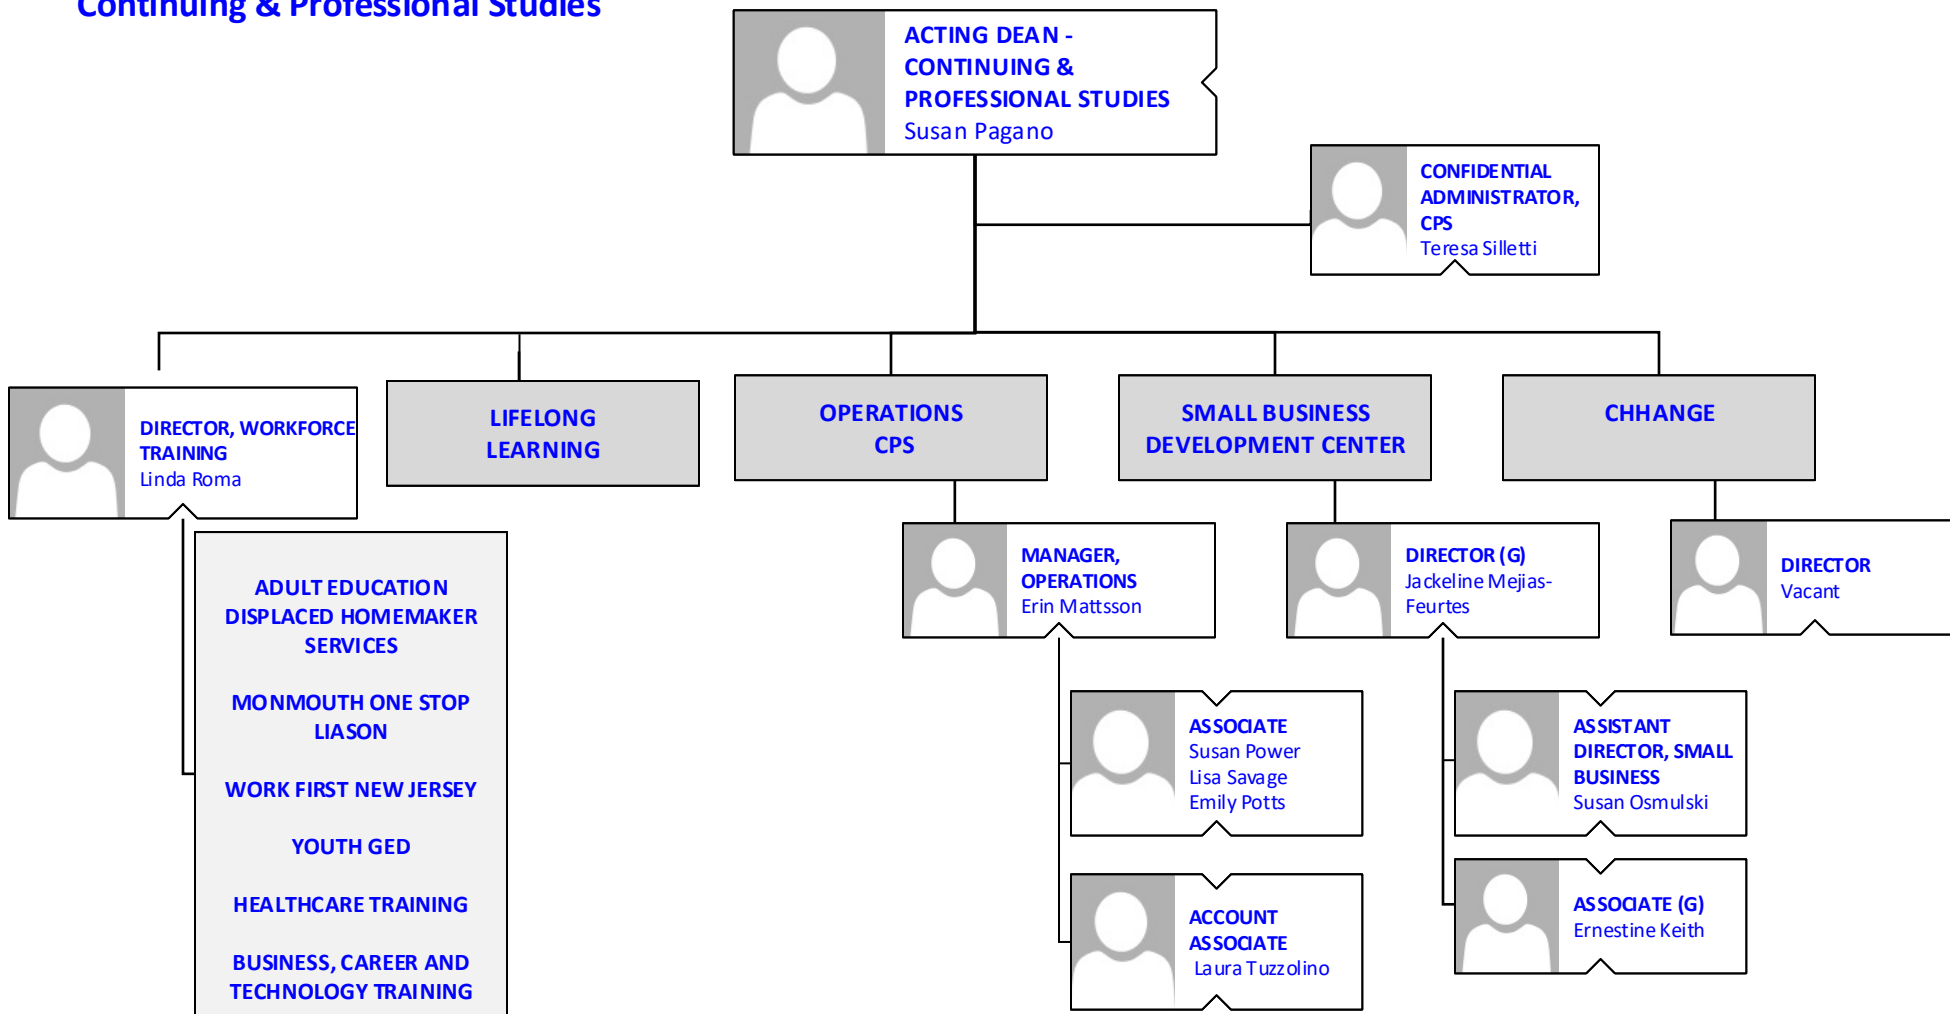 Continuing & Professional Studies
ACTING DEAN -
CONTINUING &
PROFESSIONAL STUDIES
Susan Pagano
CONFIDENTIAL
ADMINISTRATOR,
CPS
Teresa Silletti
DIRECTOR, WORKFORCE
TRAINING
Linda Roma
LIFELONG
LEARNING
OPERATIONS
CPS
SMALL BUSINESS
DEVELOPMENT CENTER
CHHANGE
ADULT EDUCATION
DISPLACED HOMEMAKER
SERVICES
MONMOUTH ONE STOP
LIASON
WORK FIRST NEW JERSEY
YOUTH GED
HEALTHCARE TRAINING
BUSINESS, CAREER AND
TECHNOLOGY TRAINING
MANAGER,
OPERATIONS
Erin Mattsson
DIRECTOR (G)
Jackeline Mejias-
Feurtes
DIRECTOR
Vacant
ASSOCIATE
Susan Power
Lisa Savage
Emily Potts
ASSISTANT
DIRECTOR, SMALL
BUSINESS
Susan Osmulski
ACCOUNT
ASSOCIATE
Laura Tuzzolino
ASSOCIATE (G)
Ernestine Keith